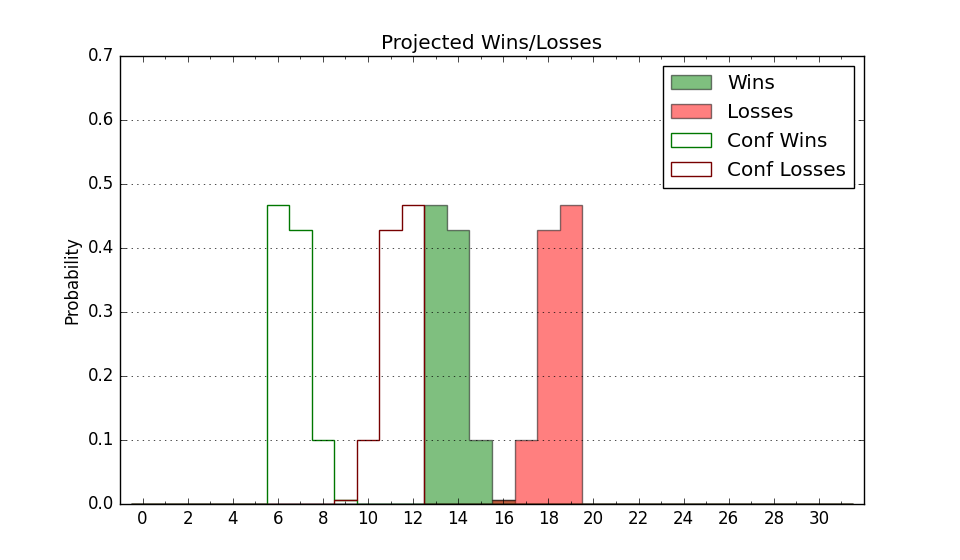 Projected Wins/Losses
0.7
0.6
0.5
0.4
0.3
0.2
0.1
0.0
Probability
Wins
Losses
Conf Wins
Conf Losses
0 2 4 6 8 10 12 14 16 18 20 22 24 26 28 30